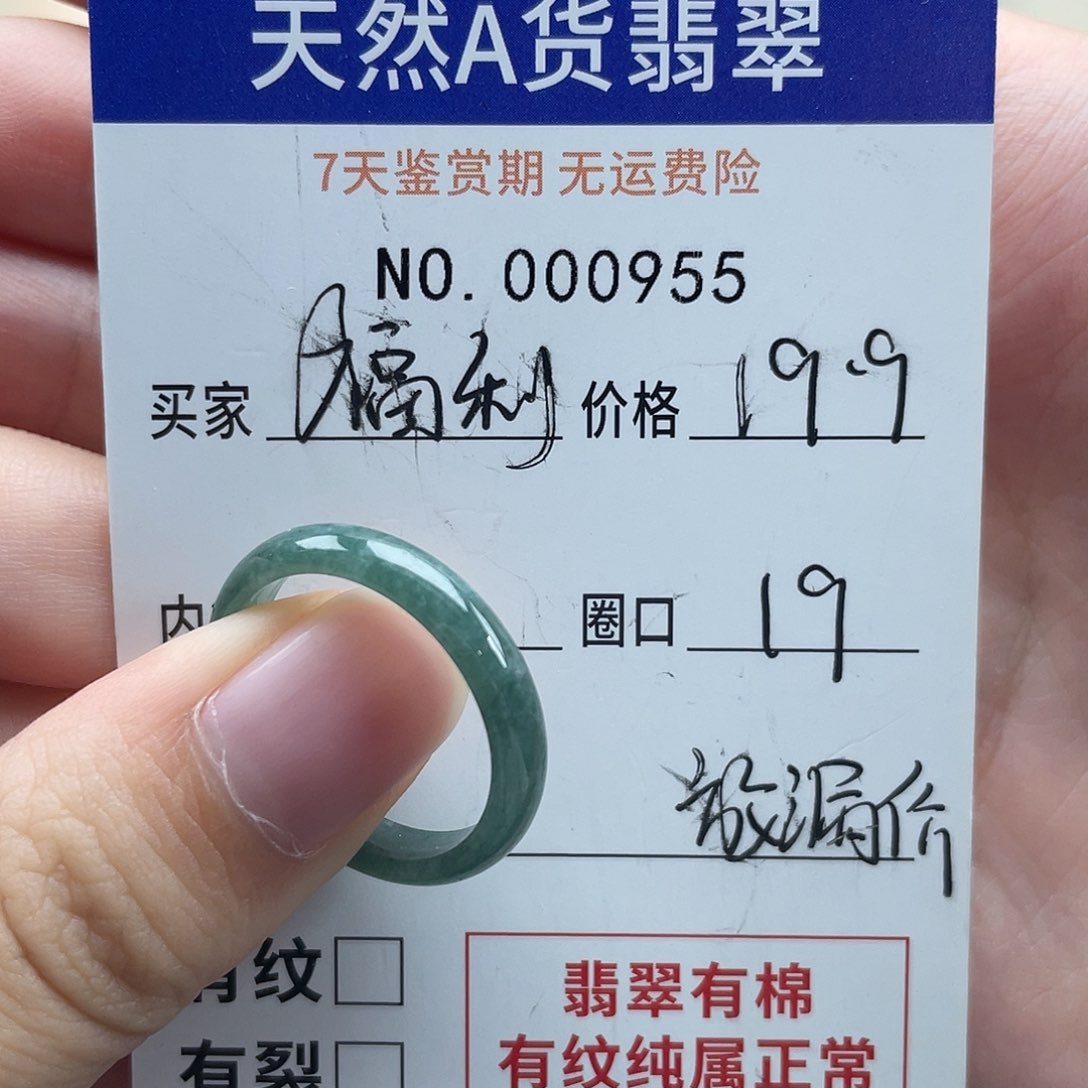 天然A货翡翠
7天鉴赏期 无运费险
NO. 000955
买家 福利 价格 19.9
内 圈口 19
放漏价
有纹
有裂
翡翠有棉
有纹纯属正常